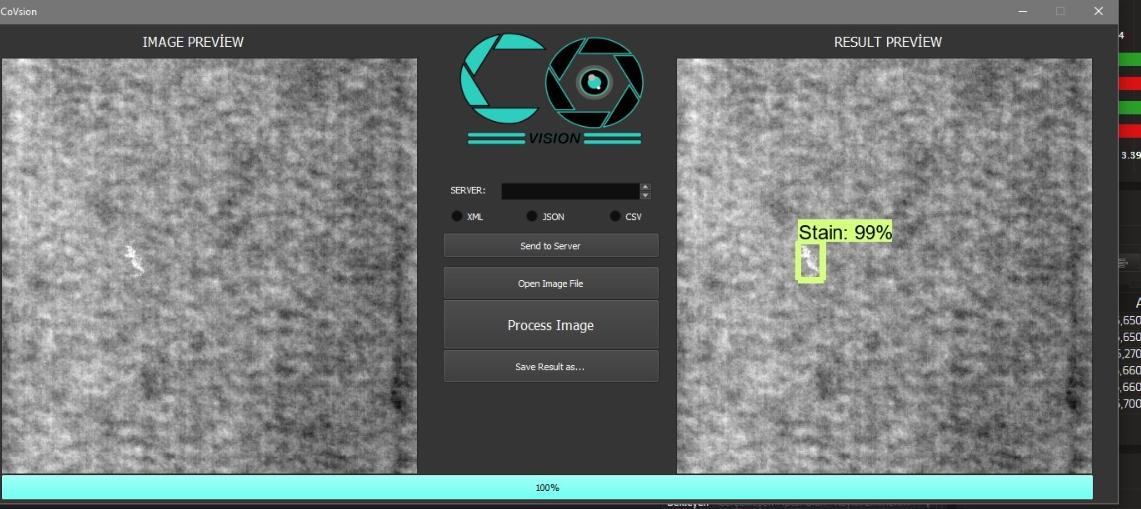 CoVsion
IMAGE PREVİEW
RESULT PREVİEW
VISION
SERVER:
XML
JSON
CSV
Send to Server
Open Image File
Process Image
Save Result as...
Stain: 99%
100%
4
3.39
,650
,650
,270
,660
,660
,700